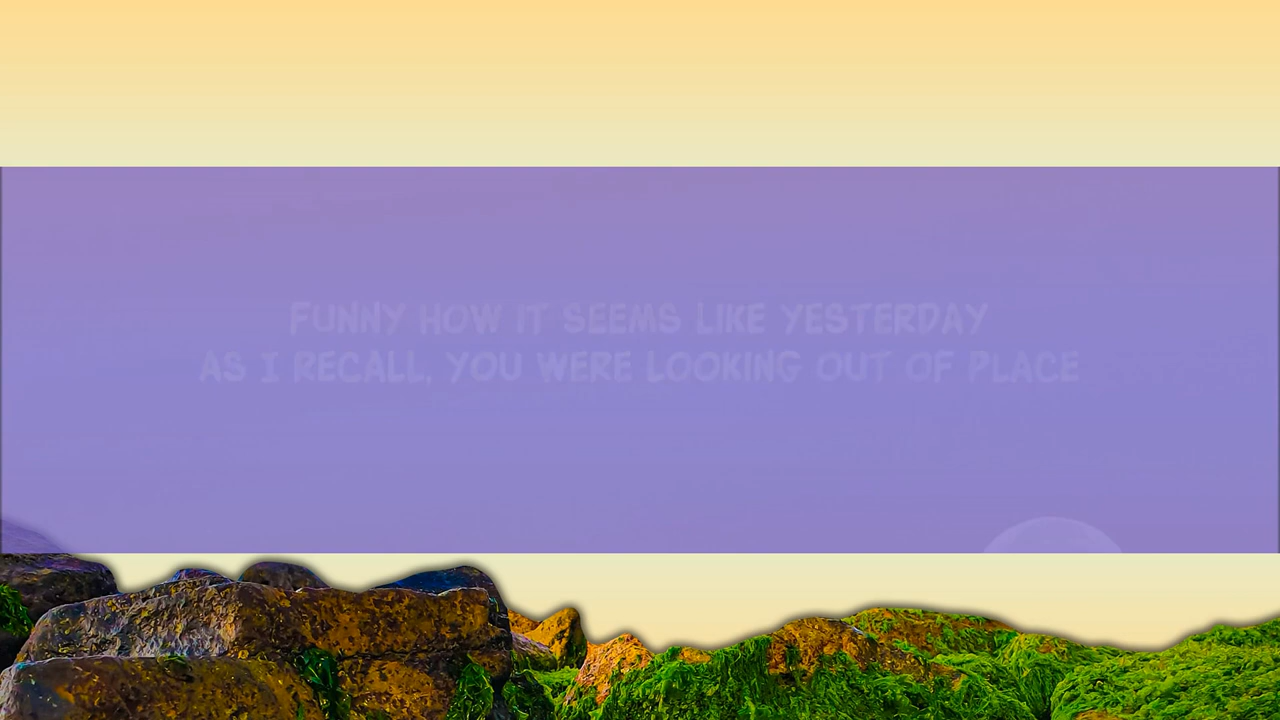 FUNNY HOW IT SEEMS LIKE YESTERDAY
AS I RECALL, YOU WERE LOOKING OUT OF PLACE